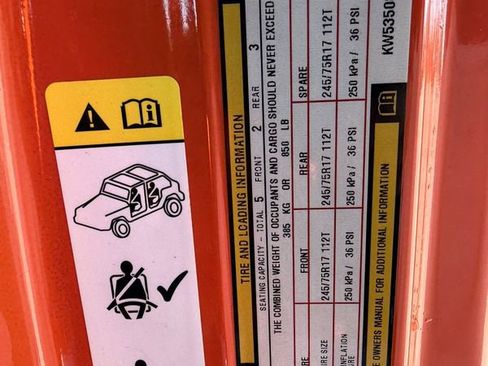 TIRE AND LOADING INFORMATION
SEATING CAPACITY - TOTAL 5 FRONT 2 REAR 3
THE COMBINED WEIGHT OF OCCUPANTS AND CARGO SHOULD NEVER EXCEED
385 KG OR 850 LB
FRONT REAR SPARE
245/75R17 112T 245/75R17 112T 245/75R17 112T
250 kPa / 36 PSI 250 kPa / 36 PSI 250 kPa / 36 PSI
OWNERS MANUAL FOR ADDITIONAL INFORMATION
KW5350